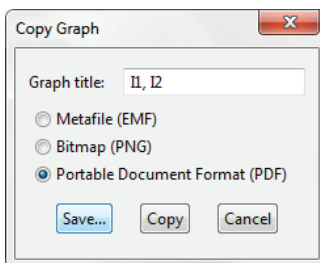 Copy Graph
Graph title: I1, I2
Metafile (EMF)
Bitmap (PNG)
Portable Document Format (PDF)
Save... Copy Cancel